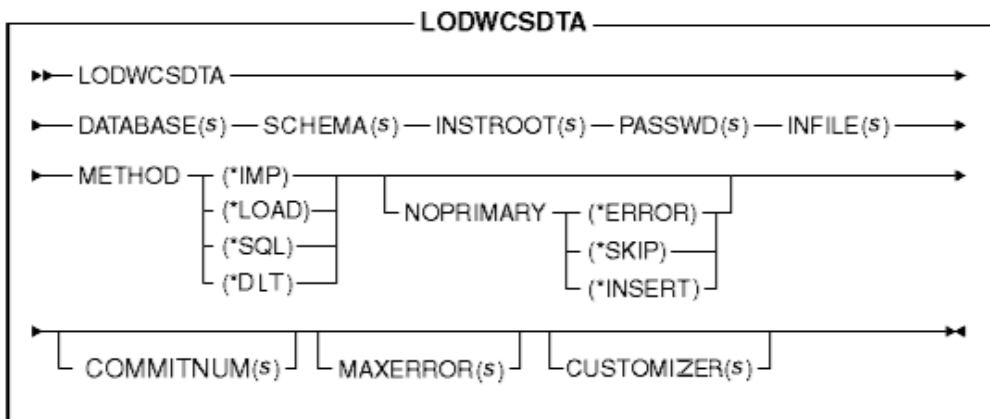 LODWCSDTA
LODWCSDTA
DATABASE(s) SCHEMA(s) INSTROOT(s) PASSWD(s) INFILE(s)
METHOD (*IMP) NOPRIMARY (*ERROR)
(*LOAD) (*SKIP)
(*SQL) (*INSERT)
(*DLT)
COMMITNUM(s) MAXERROR(s) CUSTOMIZER(s)